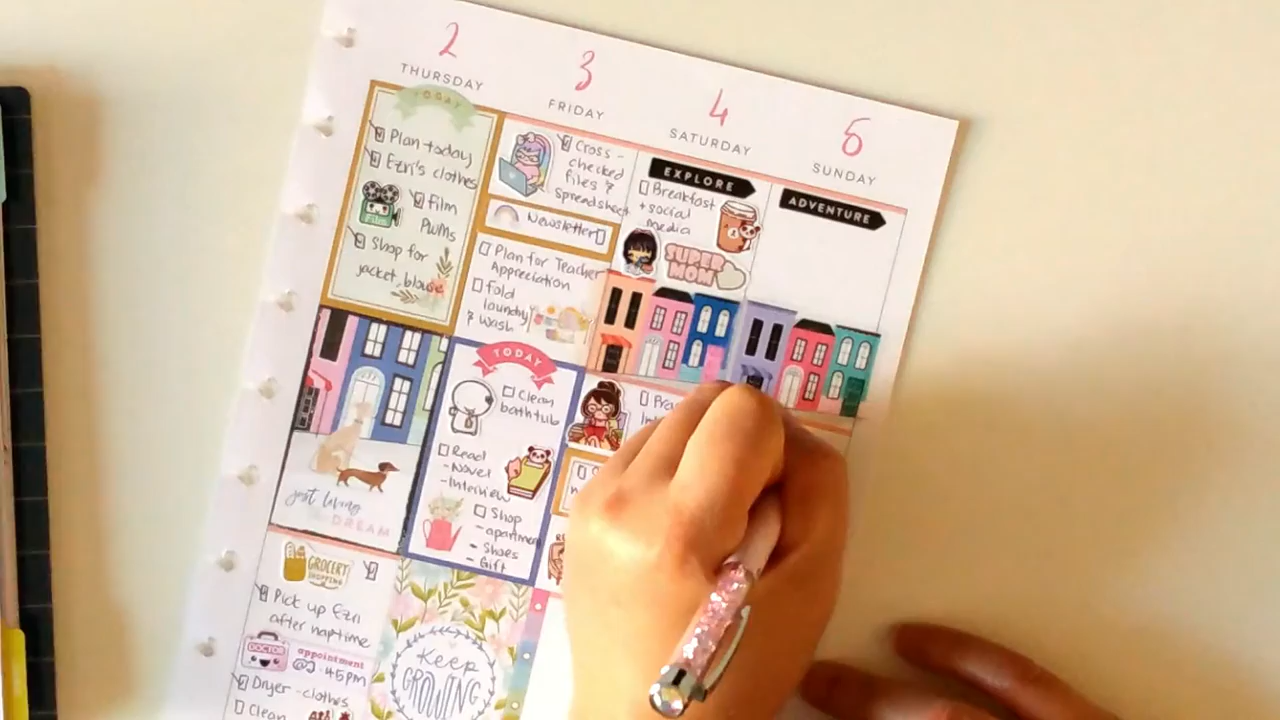 2
THURSDAY
TODAY
Plan today
Ezri's clothes
Film
Film
PWMs
Shop for
jacket, blouse
just living
DREAM
GROCERY
SHOPPING
Pick up Ezri
after naptime
DOCTOR
appointment
45pm
Dryer - clothes
Clean
3
FRIDAY
Cross-
checked
files &
spreadsheet
Newsletter
Plan for Teacher
Appreciation
Fold
laundry
& wash
TODAY
Clean
bathtub
Read
- Novel
- Interview
Shop
- apartment
- Shoes
- Gift
Keep
GROWING
4
SATURDAY
EXPLORE
Breakfast
+ social
media
SUPER
MOM
5
SUNDAY
ADVENTURE